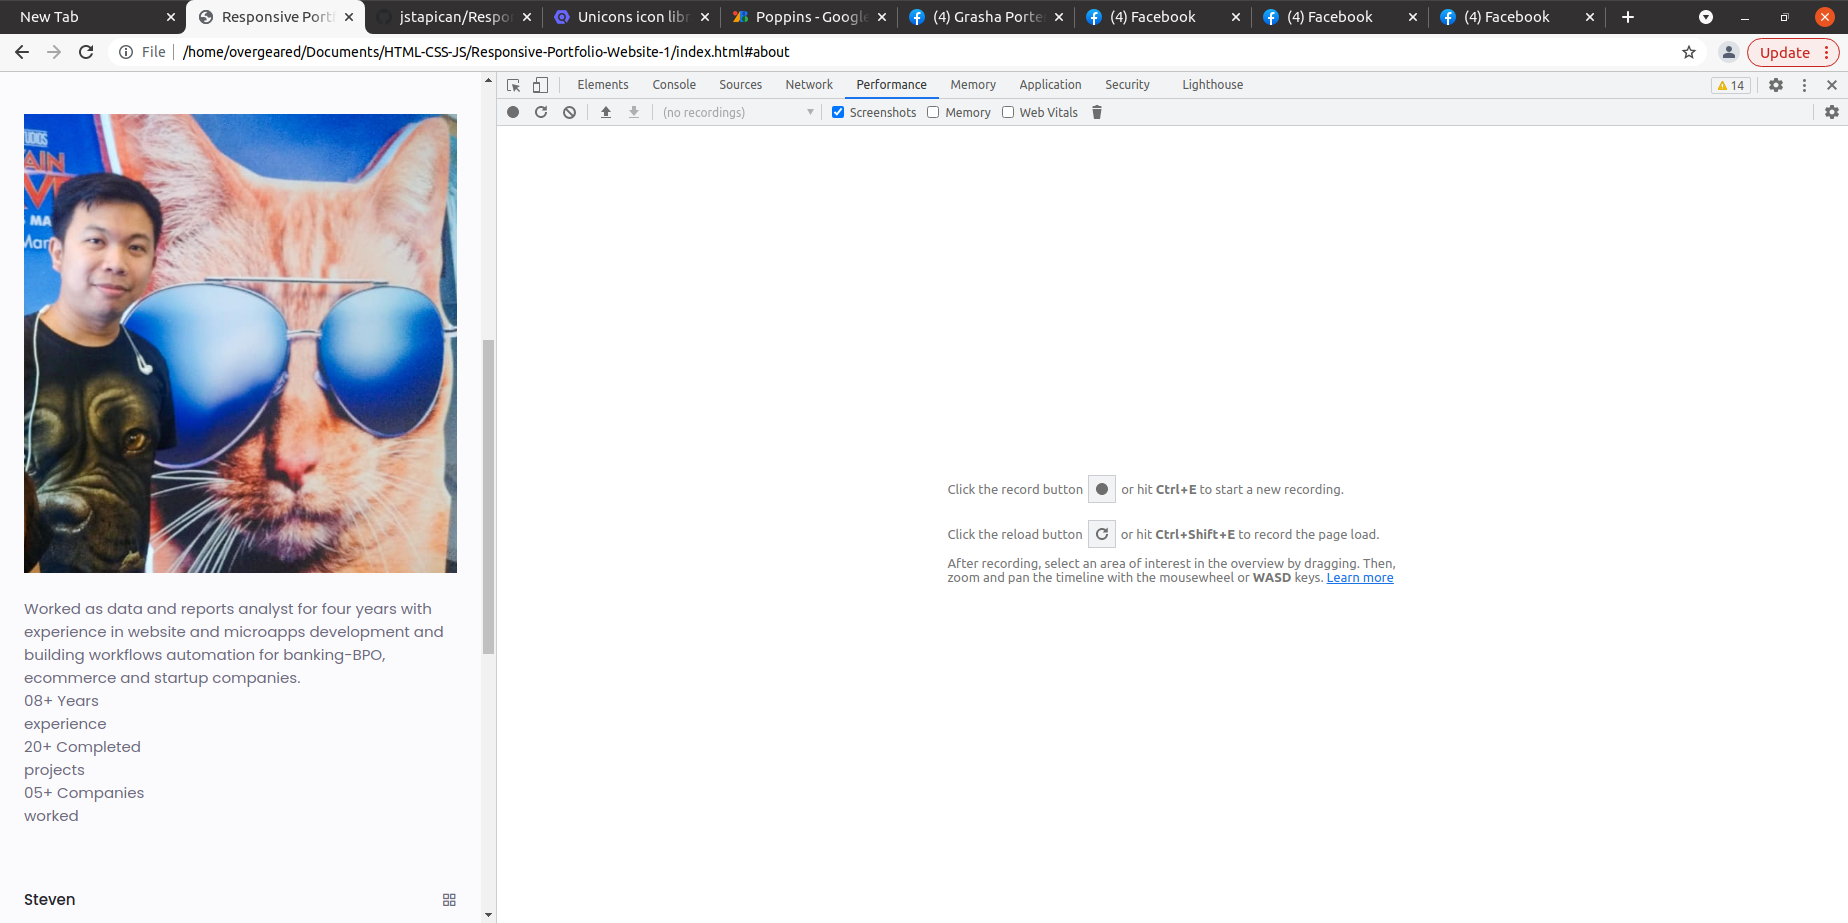 New Tab
Responsive Portf
jstapican/Respon
Unicons icon libr
Poppins - Google
(4) Grasha Porte
(4) Facebook
(4) Facebook
(4) Facebook
File
/home/overgeared/Documents/HTML-CSS-JS/Responsive-Portfolio-Website-1/index.html#about
Update
Elements Console Sources Network Performance Memory Application Security Lighthouse
14
(no recordings) Screenshots Memory Web Vitals
Click the record button or hit Ctrl+E to start a new recording.
Click the reload button or hit Ctrl+Shift+E to record the page load.
After recording, select an area of interest in the overview by dragging. Then,
zoom and pan the timeline with the mousewheel or WASD keys. Learn more
Worked as data and reports analyst for four years with
experience in website and microapps development and
building workflows automation for banking-BPO,
ecommerce and startup companies.
08+ Years
experience
20+ Completed
projects
05+ Companies
worked
Steven